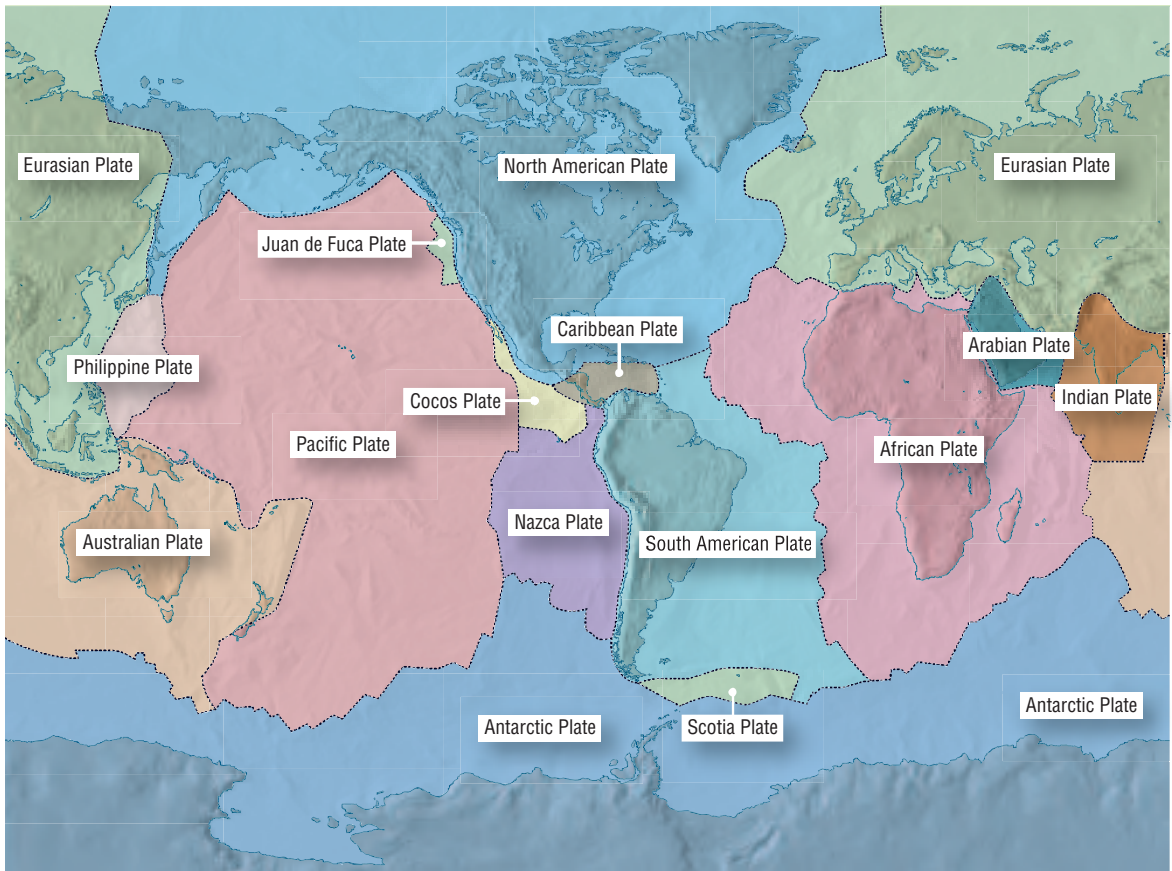 Eurasian Plate
North American Plate
Eurasian Plate
Juan de Fuca Plate
Caribbean Plate
Arabian Plate
Philippine Plate
Cocos Plate
Indian Plate
Pacific Plate
African Plate
Nazca Plate
Australian Plate
South American Plate
Antarctic Plate
Antarctic Plate
Scotia Plate